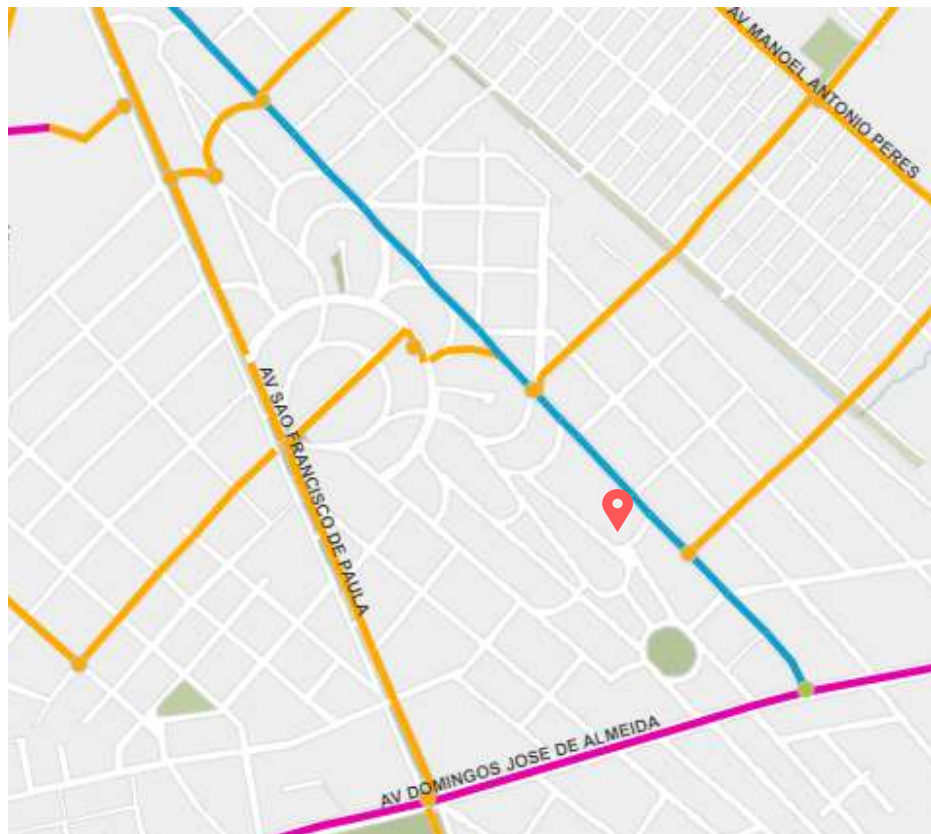 AV MANOEL ANTONIO PERES
AV SAO FRANCISCO DE PAULA
AV DOMINGOS JOSE DE ALMEIDA